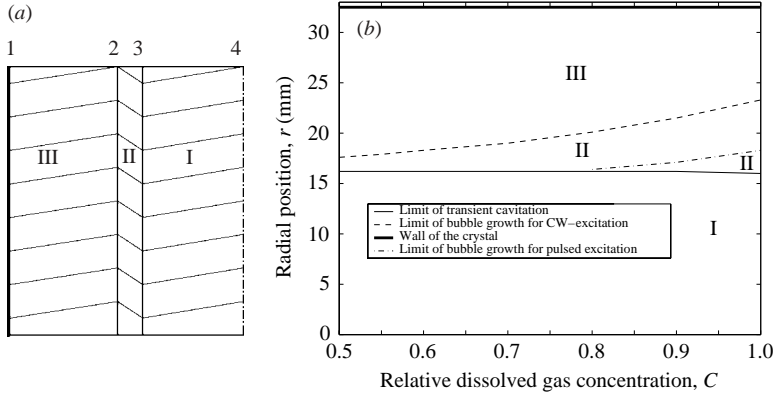 (a)
1 2 3 4
III II I
(b)
Radial position, r (mm)
30
25
20
15
10
5
0
III
II
II
I
Limit of transient cavitation
Limit of bubble growth for CW–excitation
Wall of the crystal
Limit of bubble growth for pulsed excitation
0.5 0.6 0.7 0.8 0.9 1.0
Relative dissolved gas concentration, C